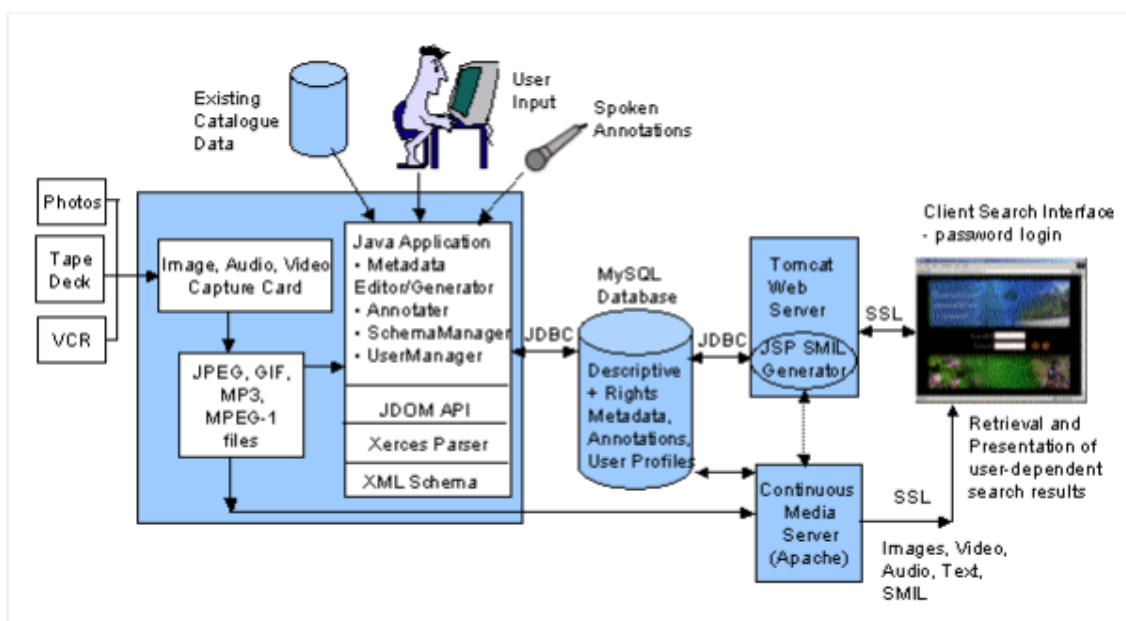 Existing
Catalogue
Data
User
Input
Spoken
Annotations
Photos
Tape
Deck
VCR
Image, Audio, Video
Capture Card
JPEG, GIF,
MP3,
MPEG-1
files
Java Application
• Metadata
Editor/Generator
• Annotater
• SchemaManager
• UserManager
JDOM API
Xerces Parser
XML Schema
JDBC
MySQL
Database
Descriptive
+ Rights
Metadata,
Annotations,
User Profiles
JDBC
Tomcat
Web
Server
JSP SMIL
Generator
SSL
Client Search Interface
- password login
Retrieval and
Presentation of
user-dependent
search results
Continuous
Media
Server
(Apache)
SSL
Images, Video,
Audio, Text,
SMIL